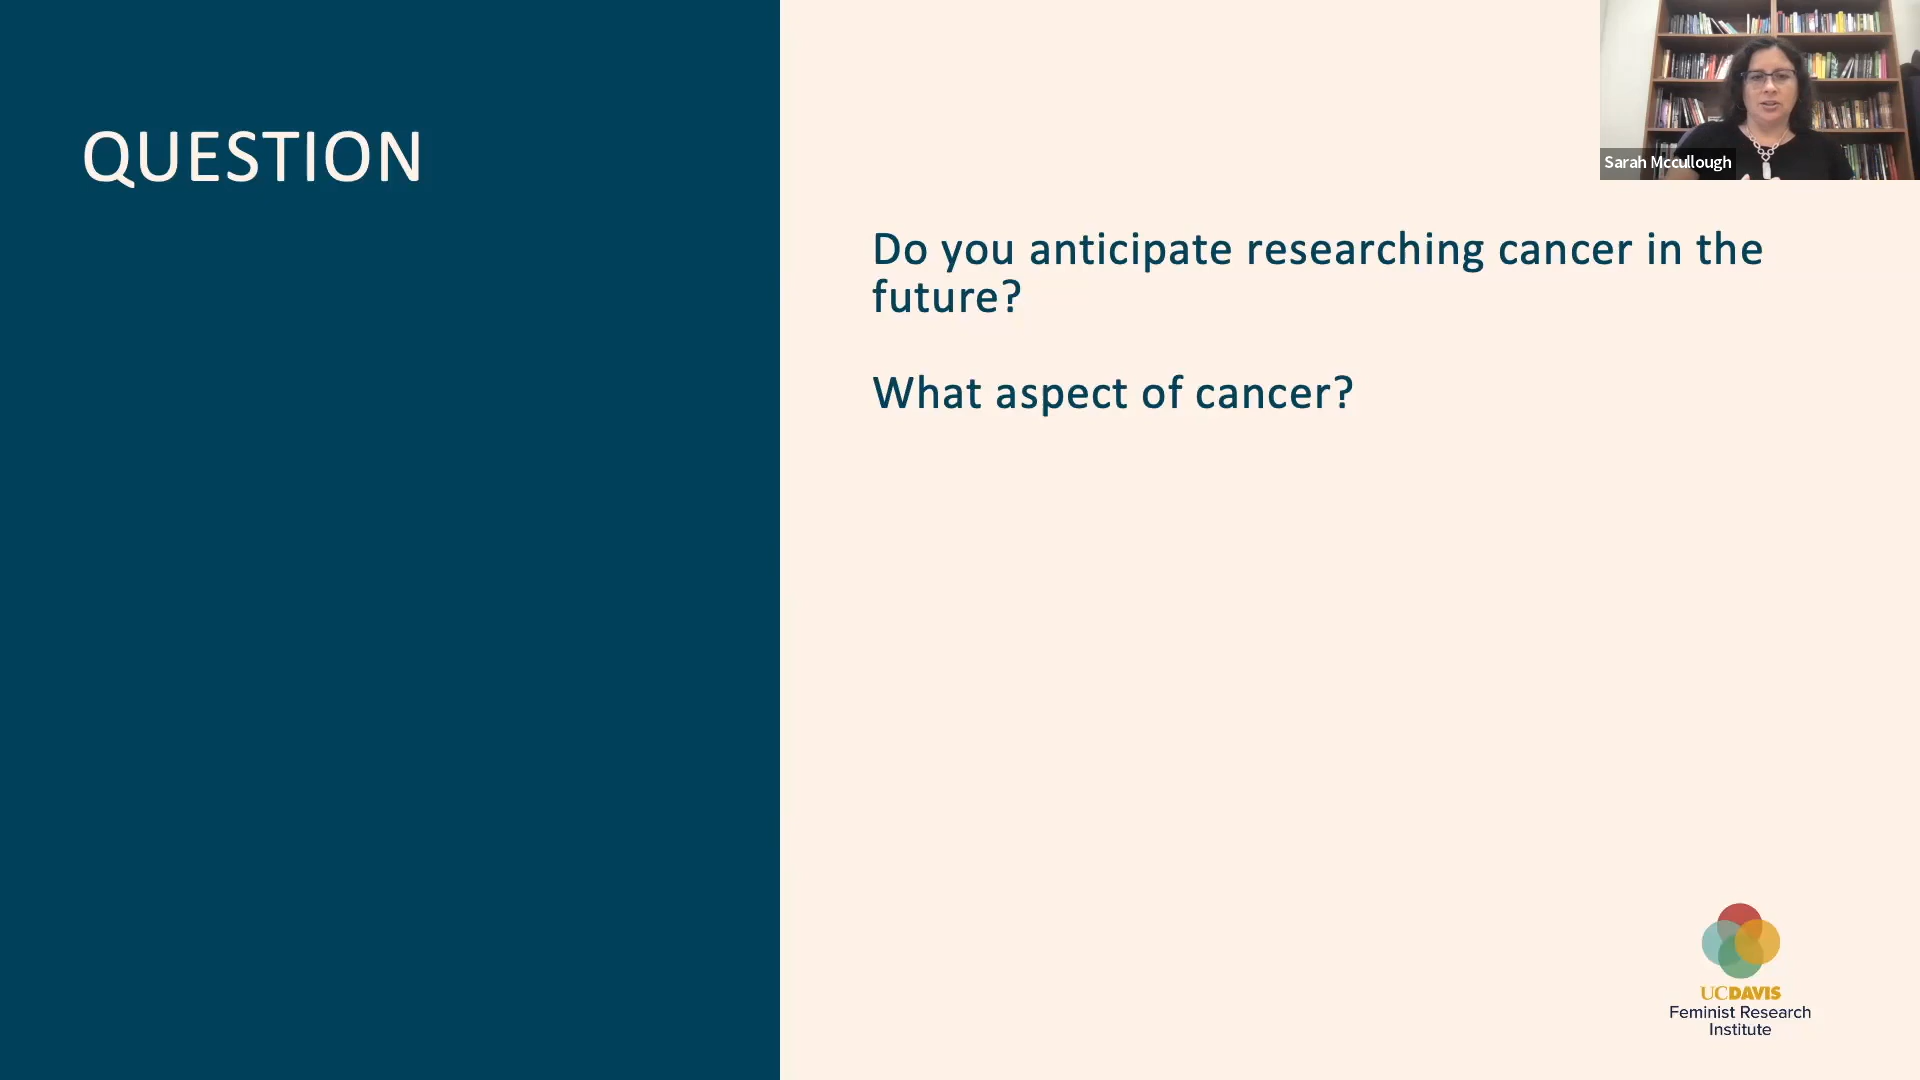 QUESTION
Sarah Mccullough
Do you anticipate researching cancer in the
future?
What aspect of cancer?
UCDAVIS
Feminist Research
Institute